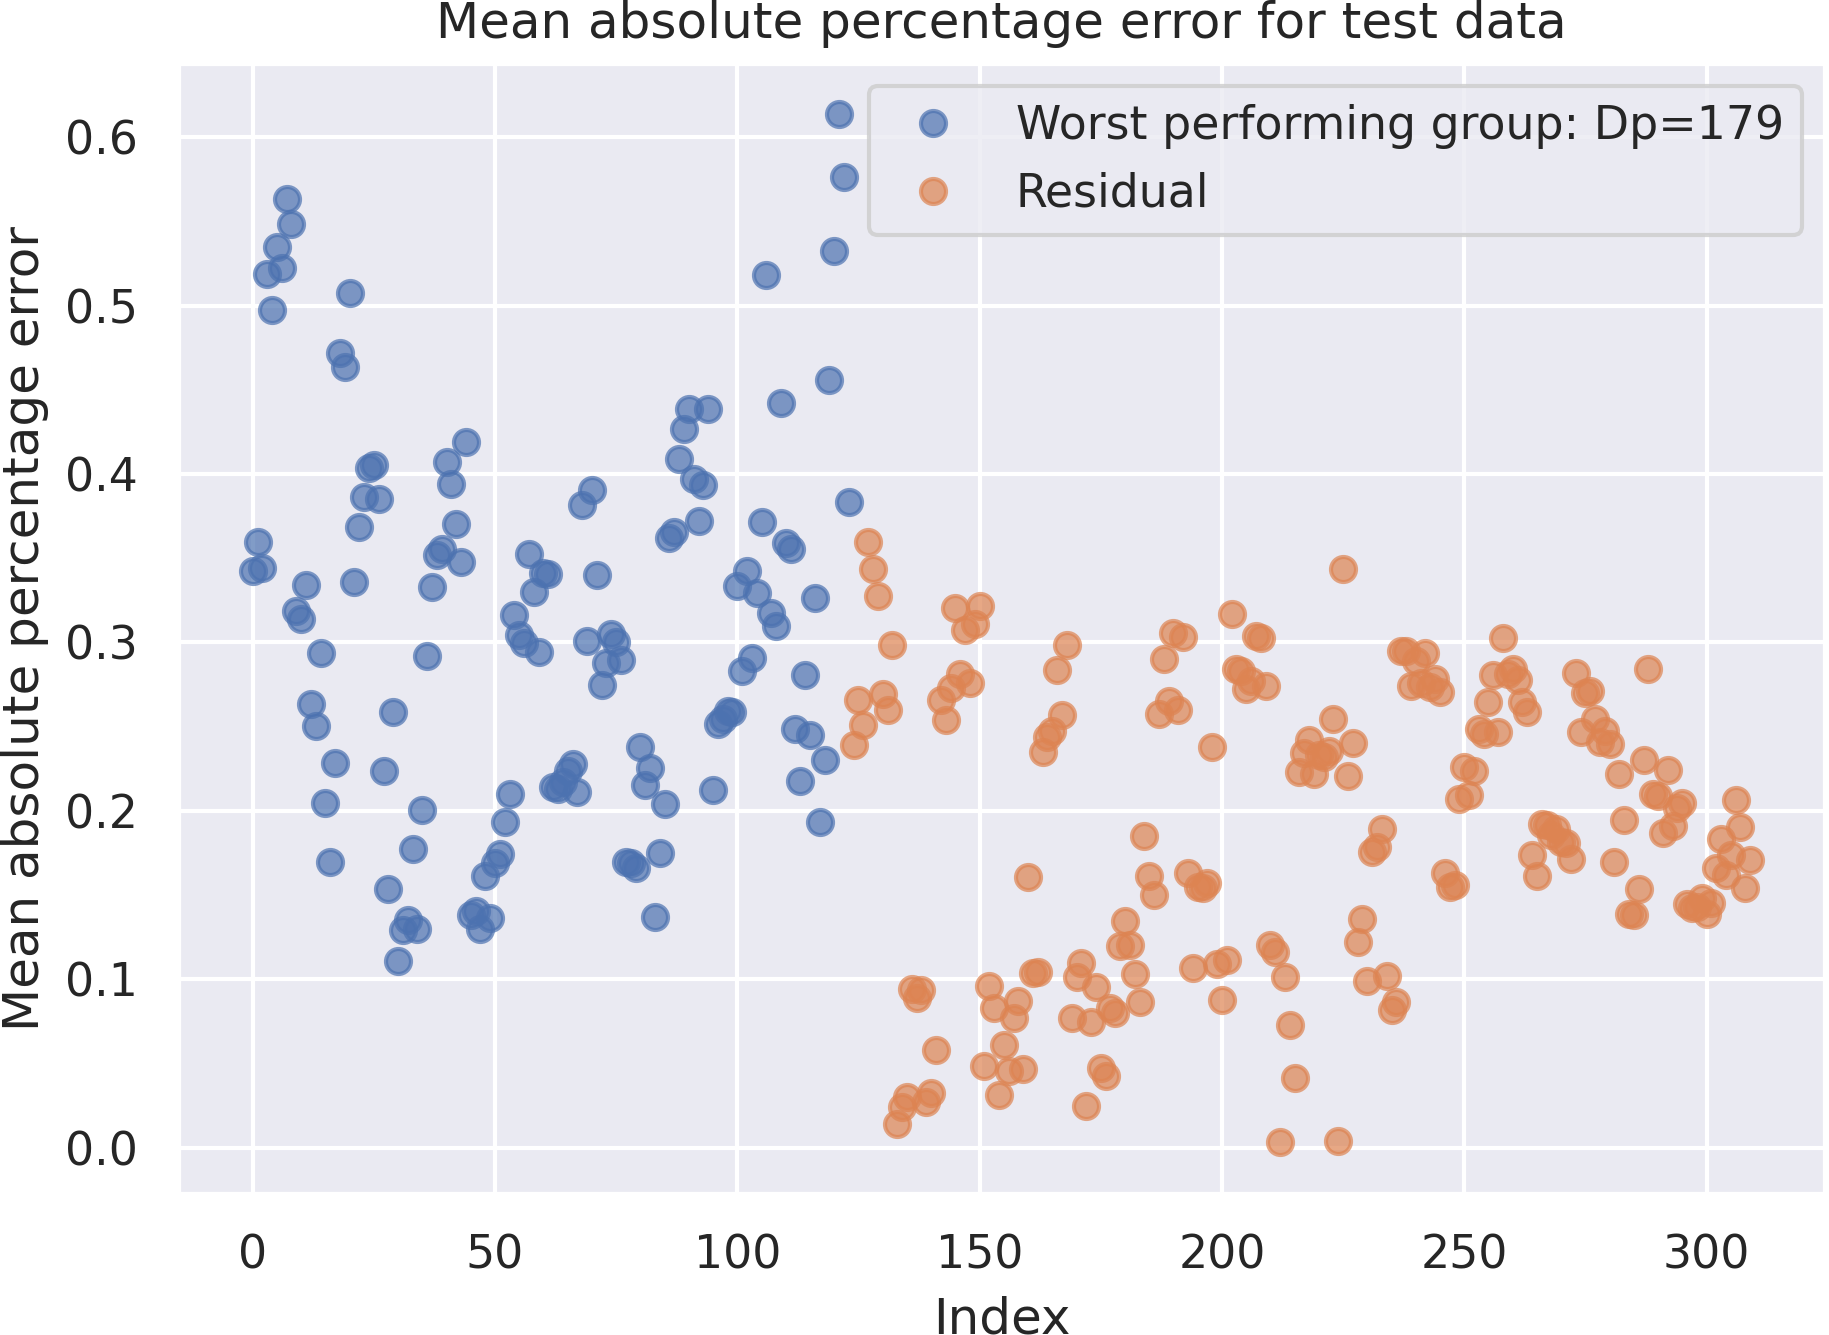 Mean absolute percentage error for test data
Worst performing group: Dp=179
Residual
Mean absolute percentage error
0.6
0.5
0.4
0.3
0.2
0.1
0.0
0 50 100 150 200 250 300
Index